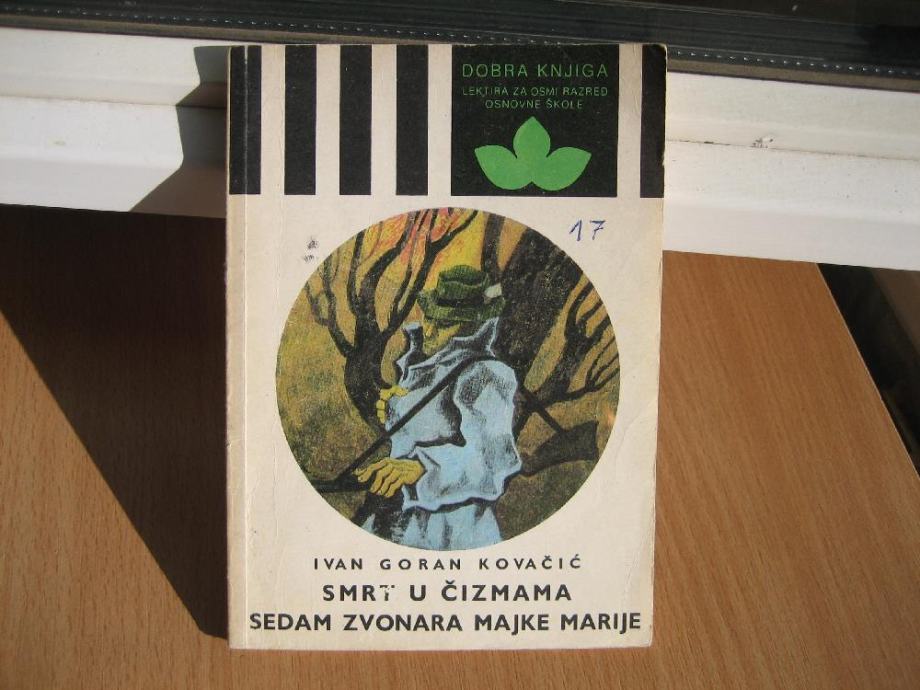 DOBRA KNJIGA
LEKTIRA ZA OSMI RAZRED
OSNOVNE ŠKOLE
17
IVAN GORAN KOVAČIĆ
SMRT U ČIZMAMA
SEDAM ZVONARA MAJKE MARIJE